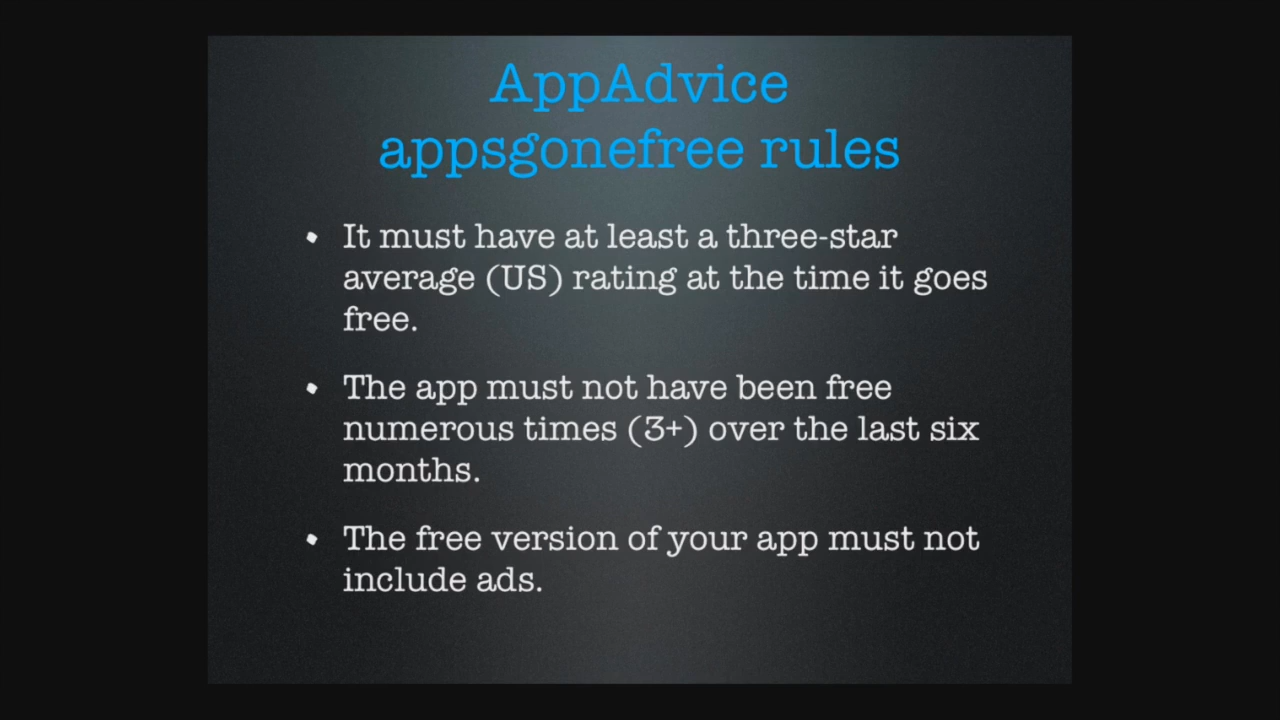 AppAdvice
appsgonefree rules
• It must have at least a three-star
average (US) rating at the time it goes
free.
• The app must not have been free
numerous times (3+) over the last six
months.
• The free version of your app must not
include ads.